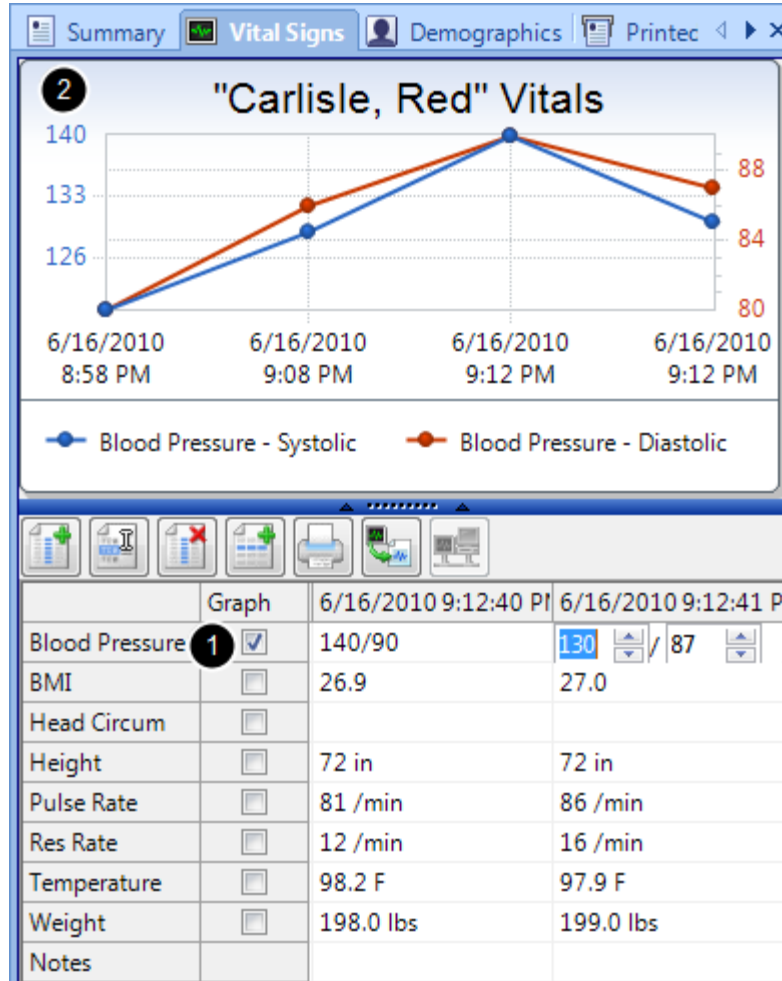 Summary Vital Signs Demographics Printec
2 "Carlisle, Red" Vitals
140
88
133
126
84
80
6/16/2010 6/16/2010 6/16/2010 6/16/2010
8:58 PM 9:08 PM 9:12 PM 9:12 PM
Blood Pressure - Systolic Blood Pressure - Diastolic
Graph 6/16/2010 9:12:40 PM 6/16/2010 9:12:41 P
Blood Pressure 1 140/90 130 / 87
BMI 26.9 27.0
Head Circum
Height 72 in 72 in
Pulse Rate 81 /min 86 /min
Res Rate 12 /min 16 /min
Temperature 98.2 F 97.9 F
Weight 198.0 lbs 199.0 lbs
Notes